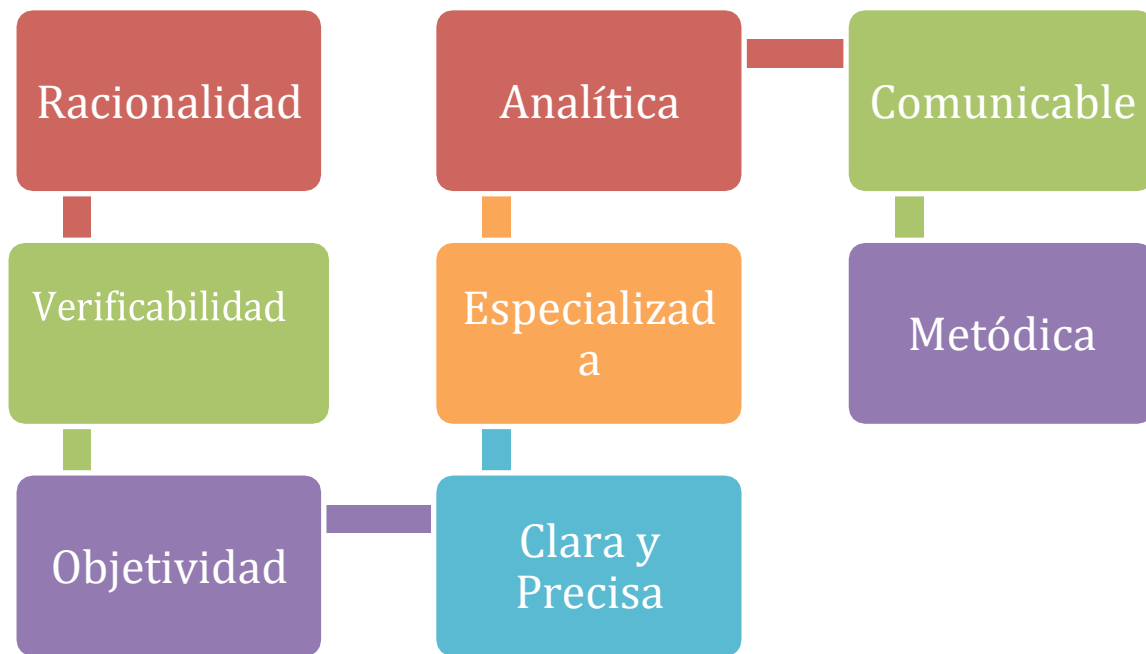 Racionalidad
Verificabilidad
Objetividad
Clara y
Precisa
Especializad
a
Analítica
Comunicable
Metódica